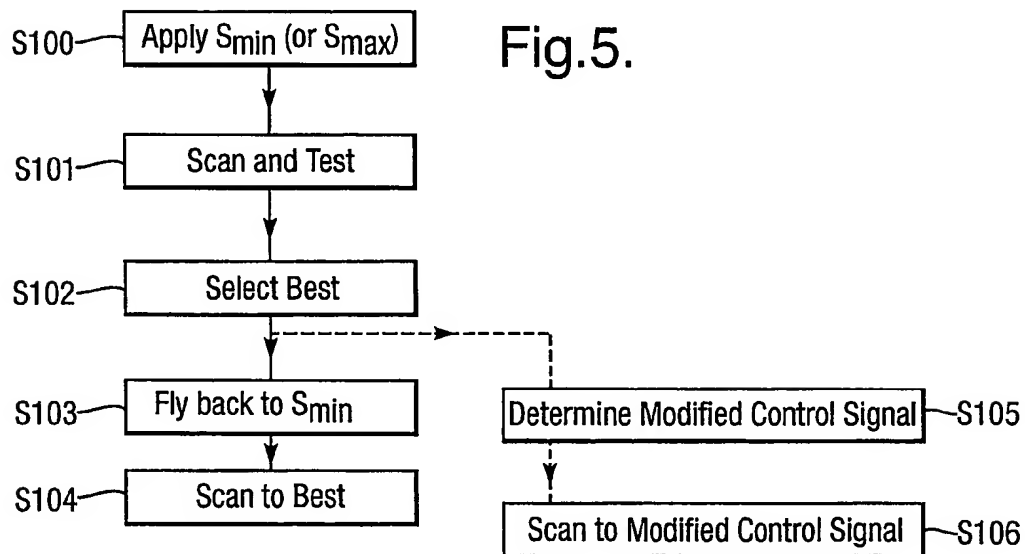 Fig.5.
S100 Apply Smin (or Smax)
S101 Scan and Test
S102 Select Best
S103 Fly back to Smin
S104 Scan to Best
Determine Modified Control Signal S105
Scan to Modified Control Signal S106